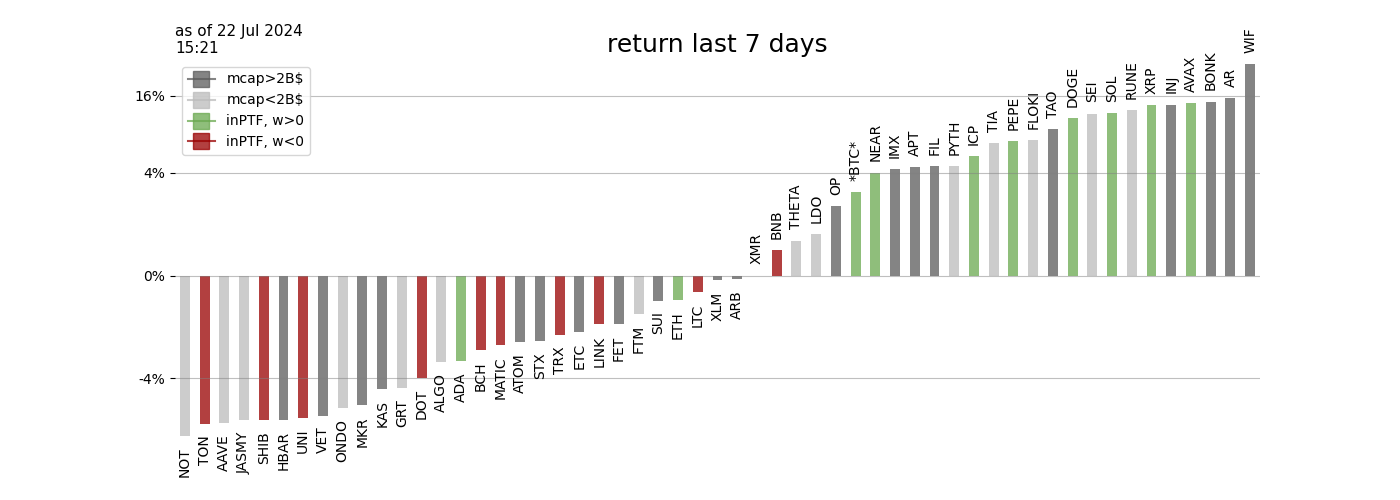 as of 22 Jul 2024
15:21
return last 7 days
mcap>2B$
mcap<2B$
inPTF, w>0
inPTF, w<0
16%
4%
0%
-4%
NOT
TON
AAVE
JASMY
SHIB
HBAR
UNI
VET
ONDO
MKR
KAS
GRT
DOT
ALGO
ADA
BCH
MATIC
ATOM
STX
TRX
ETC
LINK
FET
FTM
SUI
ETH
LTC
XLM
ARB
XMR
BNB
THETA
LDO
OP
*BTC*
NEAR
IMX
APT
FIL
PYTH
ICP
TIA
PEPE
FLOKI
TAO
DOGE
SEI
SOL
RUNE
XRP
INJ
AVAX
BONK
AR
WIF